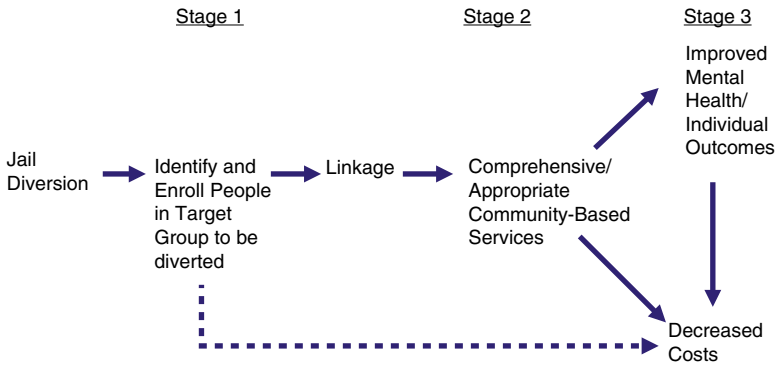 Stage 1
Stage 2
Stage 3
Jail
Diversion
Identify and
Enroll People
in Target
Group to be
diverted
Linkage
Comprehensive/
Appropriate
Community-Based
Services
Improved
Mental
Health/
Individual
Outcomes
Decreased
Costs